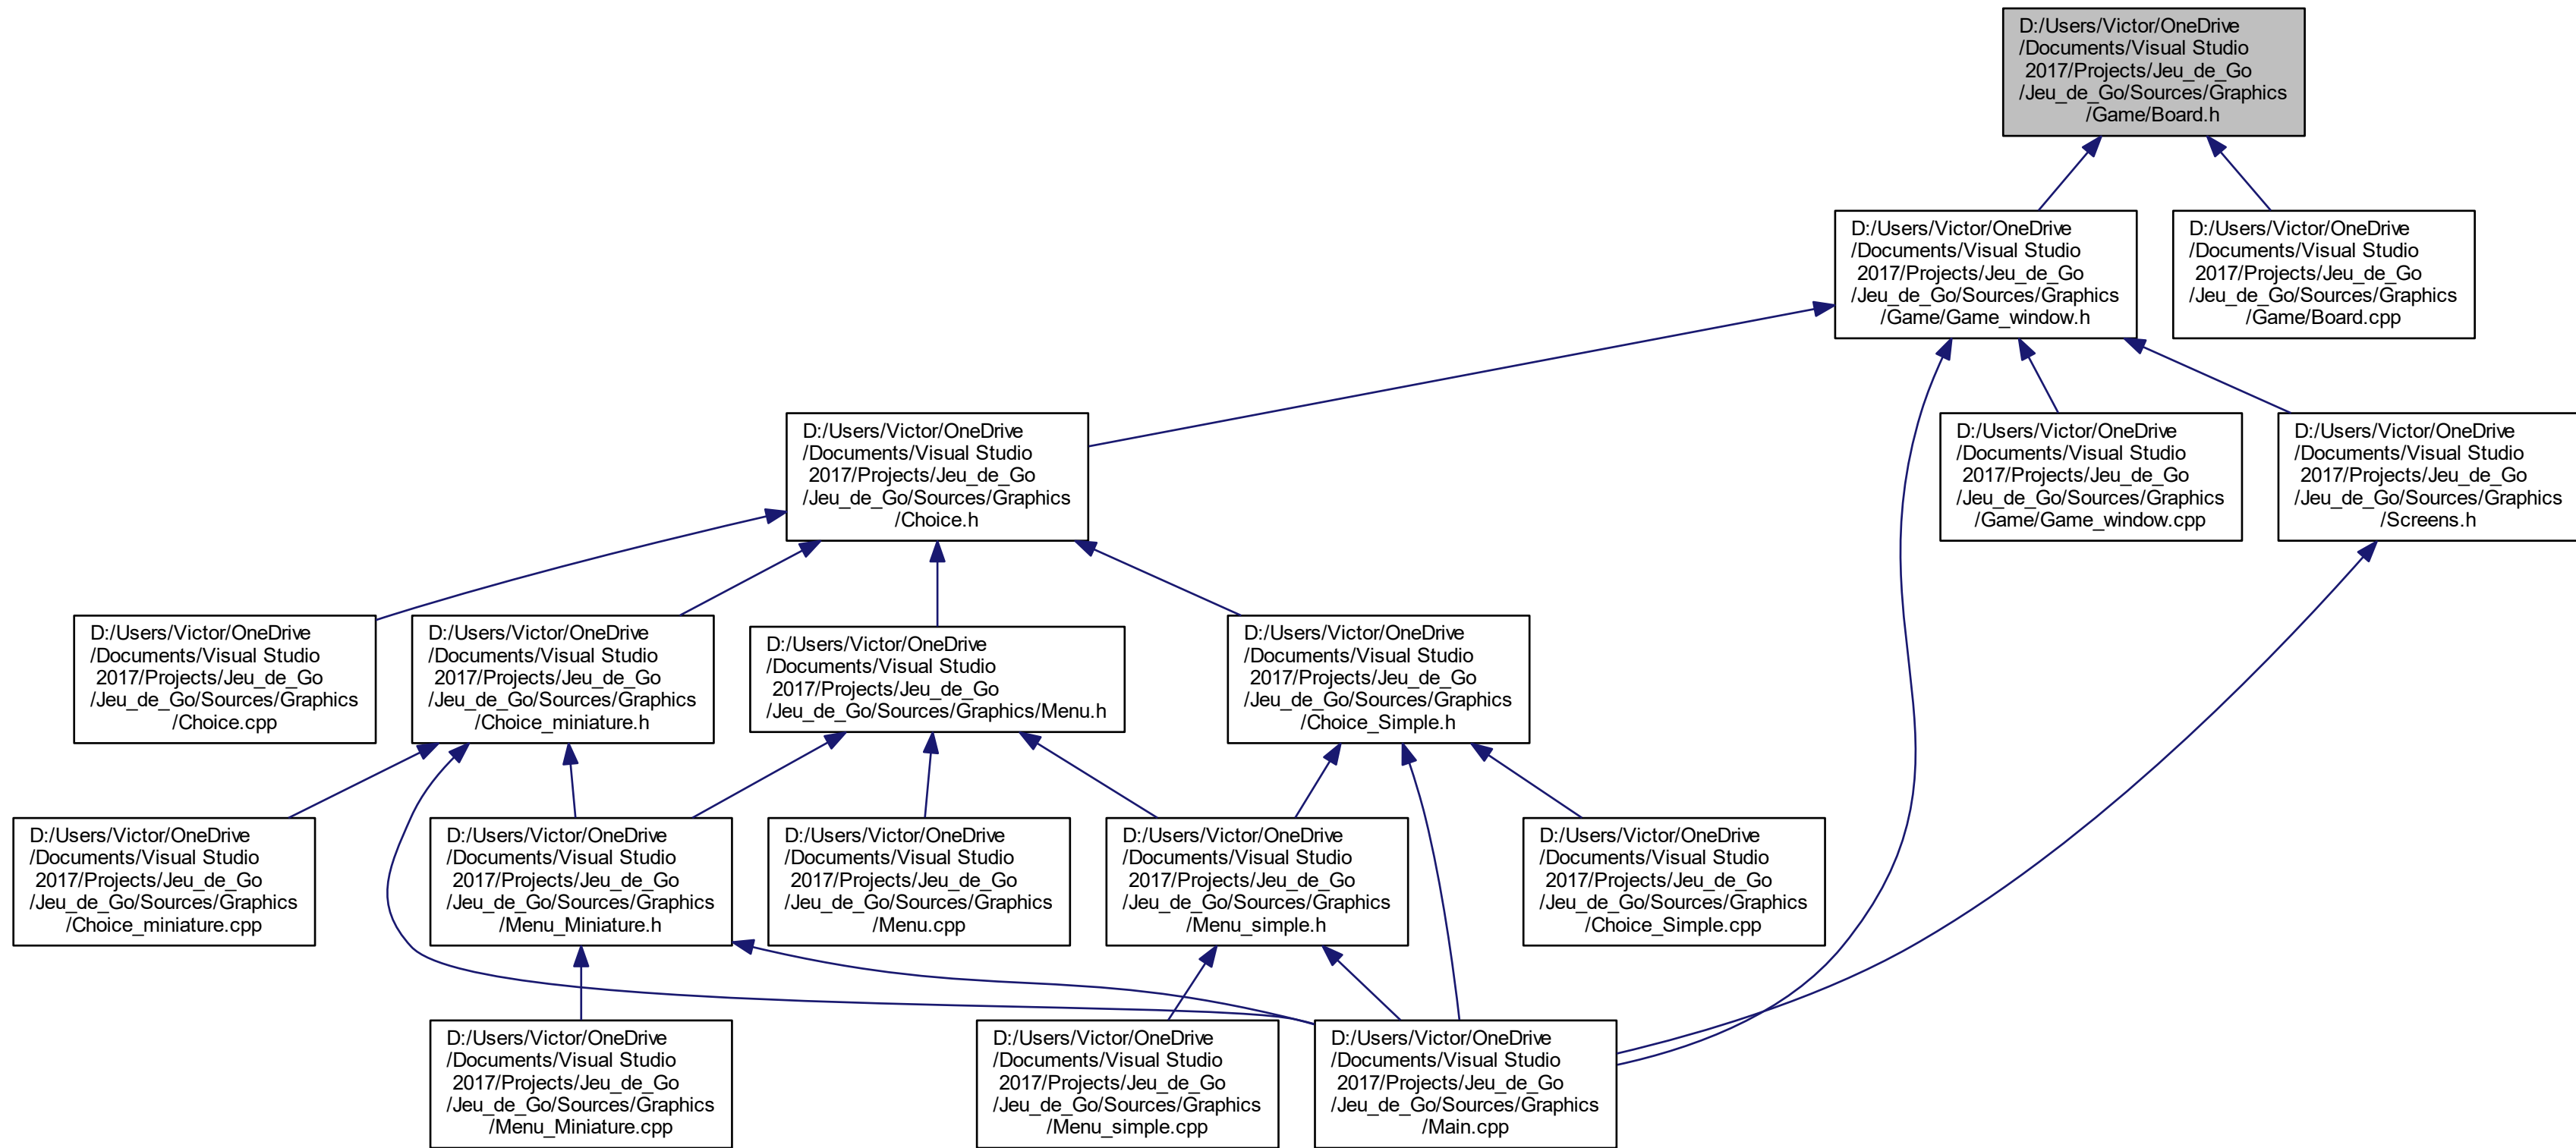 D:/Users/Victor/OneDrive
/Documents/Visual Studio
2017/Projects/Jeu_de_Go
/Jeu_de_Go/Sources/Graphics
/Game/Board.h
D:/Users/Victor/OneDrive
/Documents/Visual Studio
2017/Projects/Jeu_de_Go
/Jeu_de_Go/Sources/Graphics
/Game/Game_window.h
D:/Users/Victor/OneDrive
/Documents/Visual Studio
2017/Projects/Jeu_de_Go
/Jeu_de_Go/Sources/Graphics
/Game/Board.cpp
D:/Users/Victor/OneDrive
/Documents/Visual Studio
2017/Projects/Jeu_de_Go
/Jeu_de_Go/Sources/Graphics
/Choice.h
D:/Users/Victor/OneDrive
/Documents/Visual Studio
2017/Projects/Jeu_de_Go
/Jeu_de_Go/Sources/Graphics
/Game/Game_window.cpp
D:/Users/Victor/OneDrive
/Documents/Visual Studio
2017/Projects/Jeu_de_Go
/Jeu_de_Go/Sources/Graphics
/Screens.h
D:/Users/Victor/OneDrive
/Documents/Visual Studio
2017/Projects/Jeu_de_Go
/Jeu_de_Go/Sources/Graphics
/Choice.cpp
D:/Users/Victor/OneDrive
/Documents/Visual Studio
2017/Projects/Jeu_de_Go
/Jeu_de_Go/Sources/Graphics
/Choice_miniature.h
D:/Users/Victor/OneDrive
/Documents/Visual Studio
2017/Projects/Jeu_de_Go
/Jeu_de_Go/Sources/Graphics/Menu.h
D:/Users/Victor/OneDrive
/Documents/Visual Studio
2017/Projects/Jeu_de_Go
/Jeu_de_Go/Sources/Graphics
/Choice_Simple.h
D:/Users/Victor/OneDrive
/Documents/Visual Studio
2017/Projects/Jeu_de_Go
/Jeu_de_Go/Sources/Graphics
/Choice_miniature.cpp
D:/Users/Victor/OneDrive
/Documents/Visual Studio
2017/Projects/Jeu_de_Go
/Jeu_de_Go/Sources/Graphics
/Menu_Miniature.h
D:/Users/Victor/OneDrive
/Documents/Visual Studio
2017/Projects/Jeu_de_Go
/Jeu_de_Go/Sources/Graphics
/Menu.cpp
D:/Users/Victor/OneDrive
/Documents/Visual Studio
2017/Projects/Jeu_de_Go
/Jeu_de_Go/Sources/Graphics
/Menu_simple.h
D:/Users/Victor/OneDrive
/Documents/Visual Studio
2017/Projects/Jeu_de_Go
/Jeu_de_Go/Sources/Graphics
/Choice_Simple.cpp
D:/Users/Victor/OneDrive
/Documents/Visual Studio
2017/Projects/Jeu_de_Go
/Jeu_de_Go/Sources/Graphics
/Menu_Miniature.cpp
D:/Users/Victor/OneDrive
/Documents/Visual Studio
2017/Projects/Jeu_de_Go
/Jeu_de_Go/Sources/Graphics
/Menu_simple.cpp
D:/Users/Victor/OneDrive
/Documents/Visual Studio
2017/Projects/Jeu_de_Go
/Jeu_de_Go/Sources/Graphics
/Main.cpp